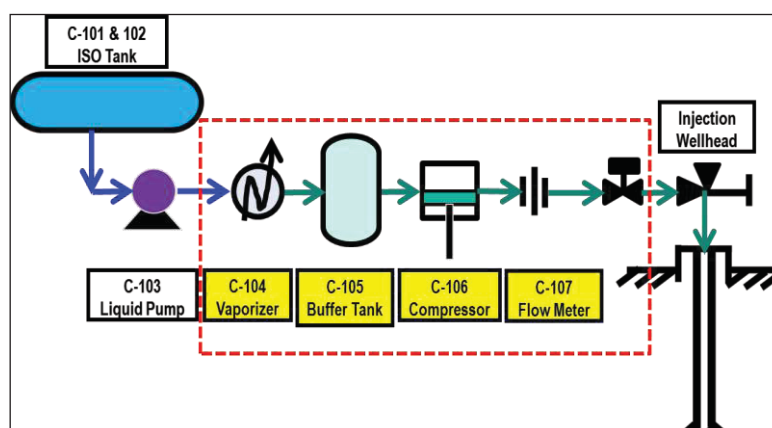 C-101 & 102
ISO Tank
Injection
Wellhead
C-103
Liquid Pump
C-104
Vaporizer
C-105
Buffer Tank
C-106
Compressor
C-107
Flow Meter